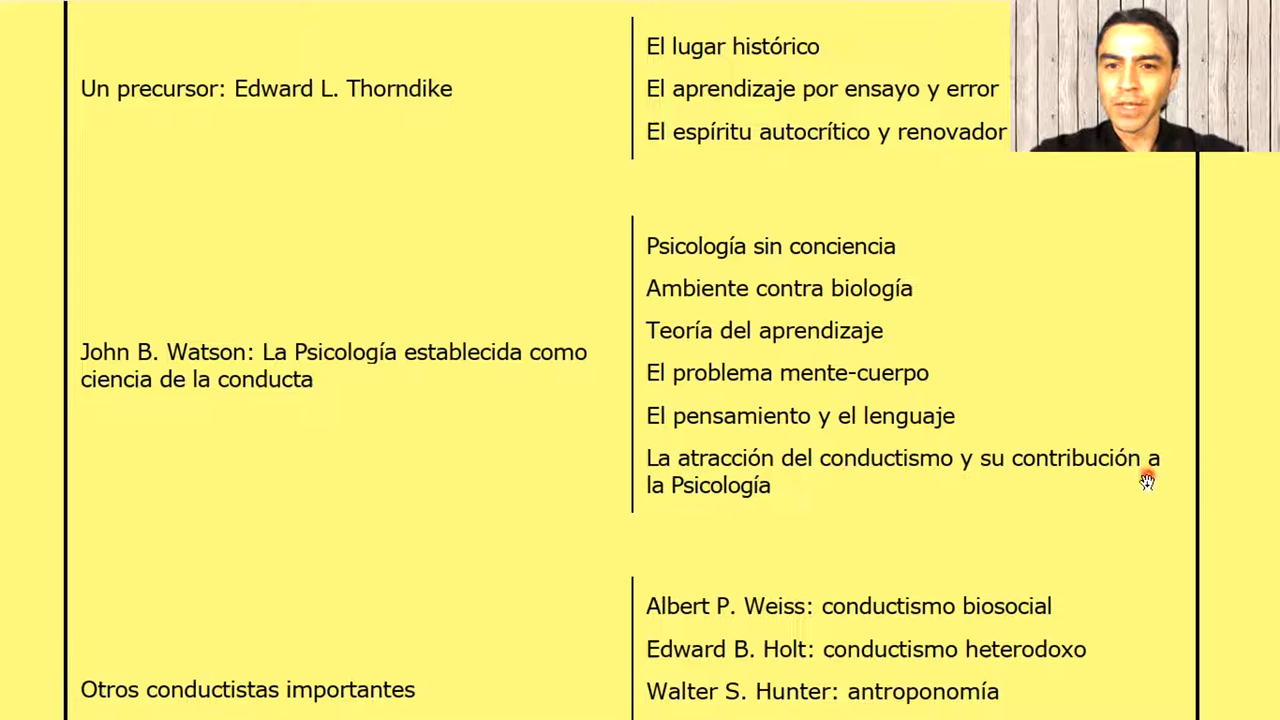 El lugar histórico
Un precursor: Edward L. Thorndike
El aprendizaje por ensayo y error
El espíritu autocrítico y renovador
Psicología sin conciencia
Ambiente contra biología
Teoría del aprendizaje
John B. Watson: La Psicología establecida como
ciencia de la conducta
El problema mente-cuerpo
El pensamiento y el lenguaje
La atracción del conductismo y su contribución a
la Psicología
Albert P. Weiss: conductismo biosocial
Edward B. Holt: conductismo heterodoxo
Otros conductistas importantes
Walter S. Hunter: antroponomía